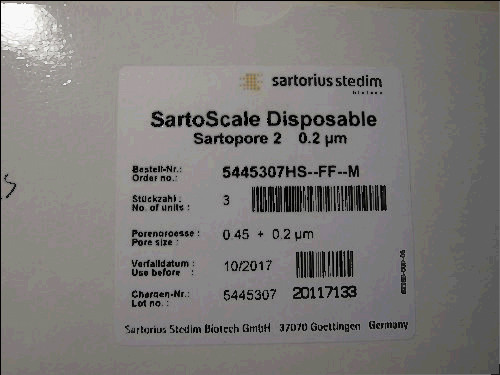 sartorius stedim
biotech
SartoScale Disposable
Sartopore 2 0.2 µm
Bestell-Nr.: 5445307HS--FF--M
Order no.:
Stückzahl : 3
No. of units :
Porengroesse : 0.45 + 0.2 µm
Pore size :
Verfalldatum : 10/2017
Use before :
Chargen-Nr.: 5445307 20117133
Lot no. :
Sartorius Stedim Biotech GmbH 37070 Goettingen Germany